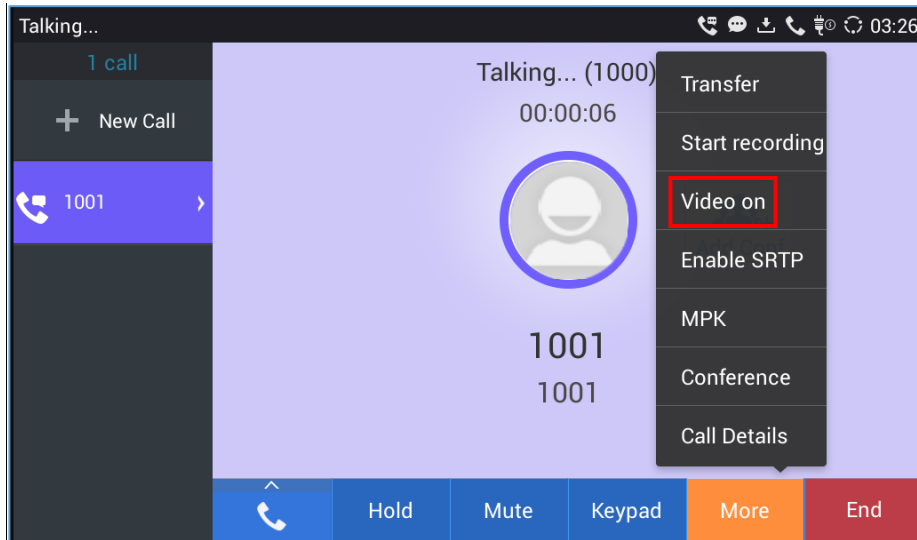 Talking...
03:26
1 call
New Call
1001
Talking... (1000)
00:00:06
1001
1001
Transfer
Start recording
Video on
Enable SRTP
MPK
Conference
Call Details
Hold
Mute
Keypad
More
End